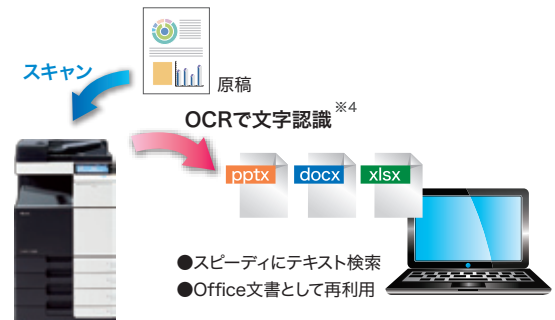 スキャン
原稿
OCRで文字認識※4
pptx
docx
xlsx
●スピーディにテキスト検索
●Office文書として再利用